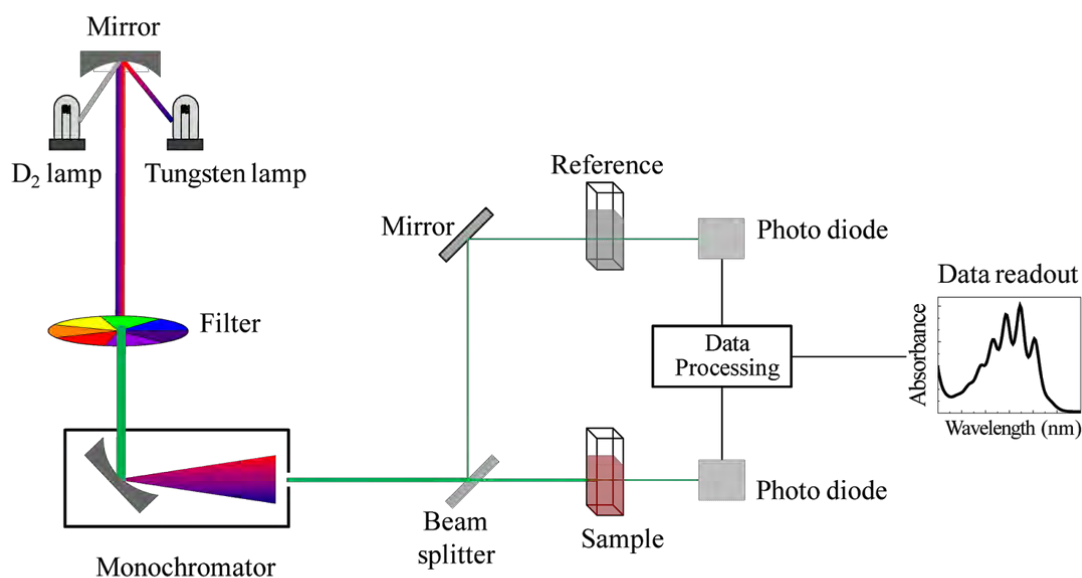 Mirror
D₂ lamp
Tungsten lamp
Filter
Monochromator
Beam
splitter
Mirror
Reference
Photo diode
Data
Processing
Sample
Photo diode
Data readout
Absorbance
Wavelength (nm)